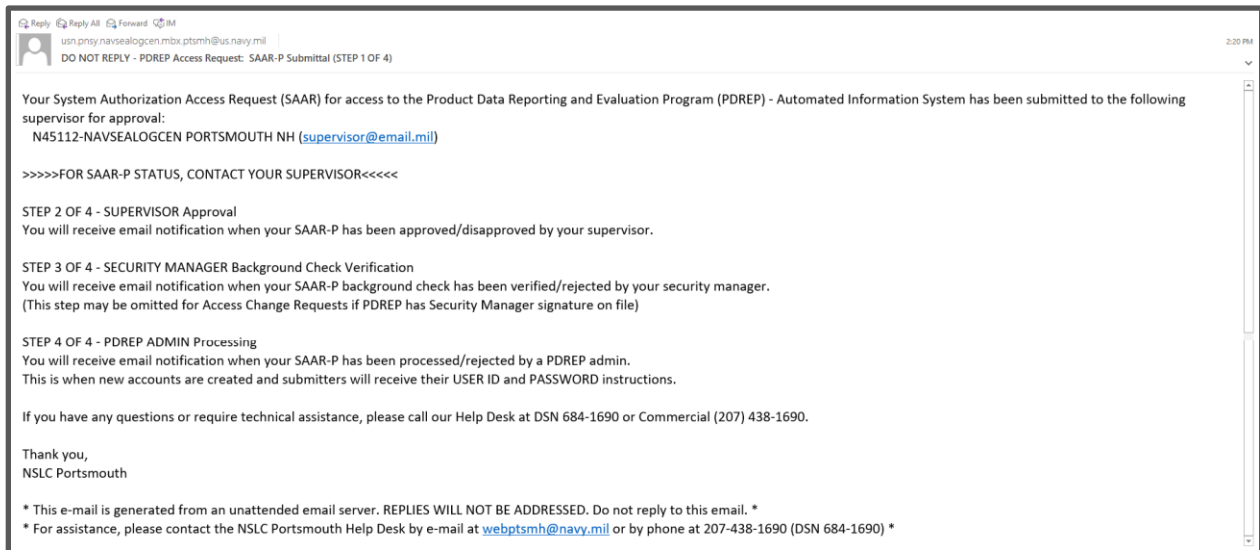 Reply Reply All Forward IM
usn.pnsy.navsealogcen.mbx.ptsmh@us.navy.mil
2:20 PM
DO NOT REPLY - PDREP Access Request: SAAR-P Submittal (STEP 1 OF 4)
Your System Authorization Access Request (SAAR) for access to the Product Data Reporting and Evaluation Program (PDREP) - Automated Information System has been submitted to the following
supervisor for approval:
N45112-NAVSEALOGCEN PORTSMOUTH NH (supervisor@email.mil)
>>>>>FOR SAAR-P STATUS, CONTACT YOUR SUPERVISOR<<<<<
STEP 2 OF 4 - SUPERVISOR Approval
You will receive email notification when your SAAR-P has been approved/disapproved by your supervisor.
STEP 3 OF 4 - SECURITY MANAGER Background Check Verification
You will receive email notification when your SAAR-P background check has been verified/rejected by your security manager.
(This step may be omitted for Access Change Requests if PDREP has Security Manager signature on file)
STEP 4 OF 4 - PDREP ADMIN Processing
You will receive email notification when your SAAR-P has been processed/rejected by a PDREP admin.
This is when new accounts are created and submitters will receive their USER ID and PASSWORD instructions.
If you have any questions or require technical assistance, please call our Help Desk at DSN 684-1690 or Commercial (207) 438-1690.
Thank you,
NSLC Portsmouth
* This e-mail is generated from an unattended email server. REPLIES WILL NOT BE ADDRESSED. Do not reply to this email. *
* For assistance, please contact the NSLC Portsmouth Help Desk by e-mail at webptsmh@navy.mil or by phone at 207-438-1690 (DSN 684-1690) *